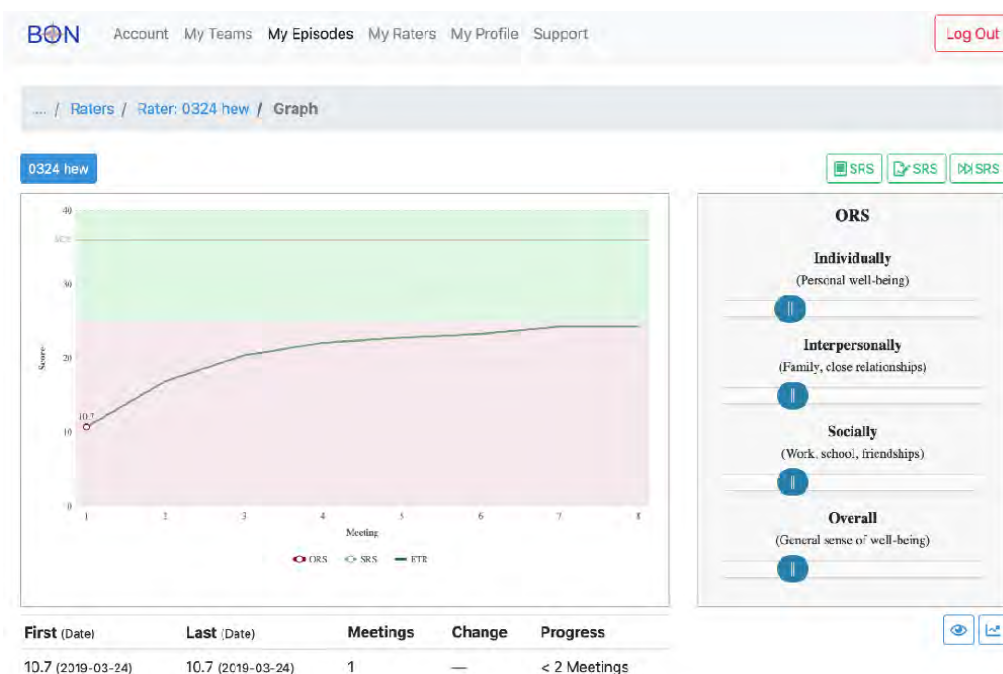 BON Account My Teams My Episodes My Raters My Profile Support Log Out
... / Raters / Rater: 0324 hew / Graph
0324 hew
SRS SRS SRS
40
30
20
10
0
Score
10.7
1 2 3 4 5 6 7 8
Meeting
ORS SRS ETR
ORS
Individually
(Personal well-being)
Interpersonally
(Family, close relationships)
Socially
(Work, school, friendships)
Overall
(General sense of well-being)
First (Date) Last (Date) Meetings Change Progress
10.7 (2019-03-24) 10.7 (2019-03-24) 1 — < 2 Meetings